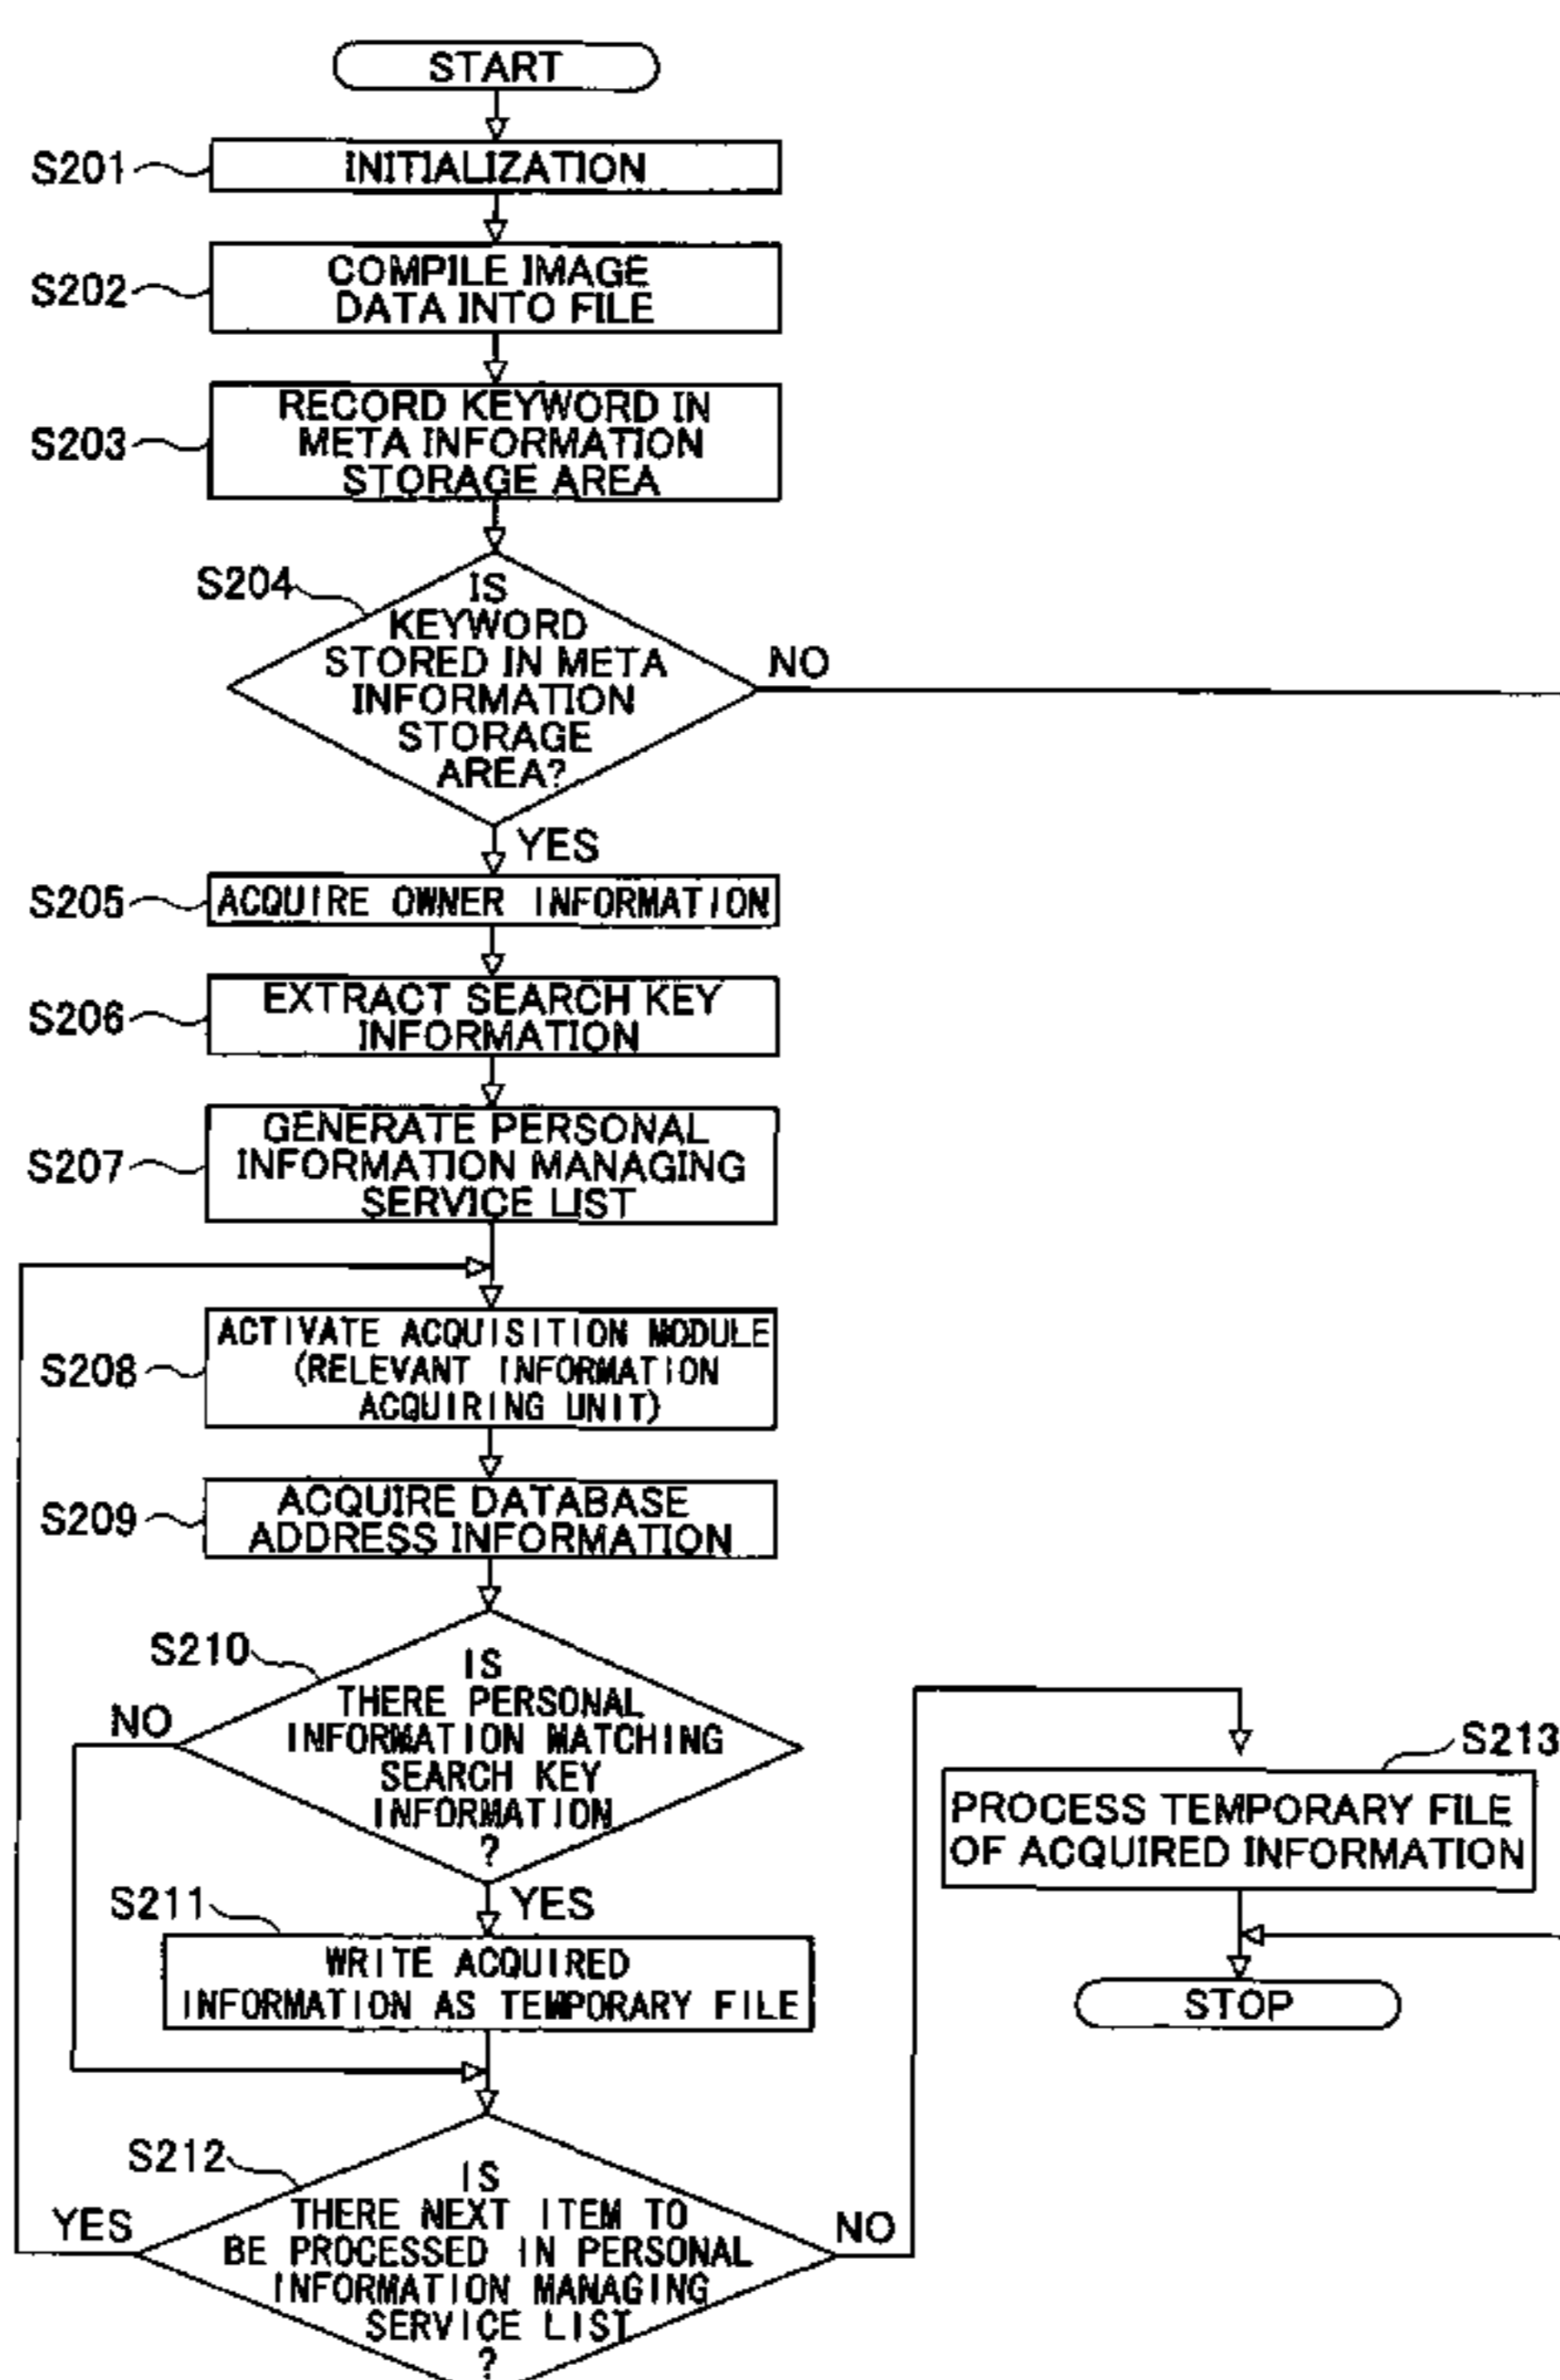 START
S201
INITIALIZATION
S202
COMPILE IMAGE
DATA INTO FILE
S203
RECORD KEYWORD IN
META INFORMATION
STORAGE AREA
S204
IS
KEYWORD
STORED IN META
INFORMATION
STORAGE
AREA?
NO
YES
S205
ACQUIRE OWNER INFORMATION
S206
EXTRACT SEARCH KEY
INFORMATION
S207
GENERATE PERSONAL
INFORMATION MANAGING
SERVICE LIST
S208
ACTIVATE ACQUISITION MODULE
(RELEVANT INFORMATION
ACQUIRING UNIT)
S209
ACQUIRE DATABASE
ADDRESS INFORMATION
S210
IS
THERE PERSONAL
INFORMATION MATCHING
SEARCH KEY
INFORMATION
?
NO
YES
S211
WRITE ACQUIRED
INFORMATION AS TEMPORARY FILE
S212
IS
THERE NEXT ITEM TO
BE PROCESSED IN PERSONAL
INFORMATION MANAGING
SERVICE LIST
?
YES
NO
S213
PROCESS TEMPORARY FILE
OF ACQUIRED INFORMATION
STOP